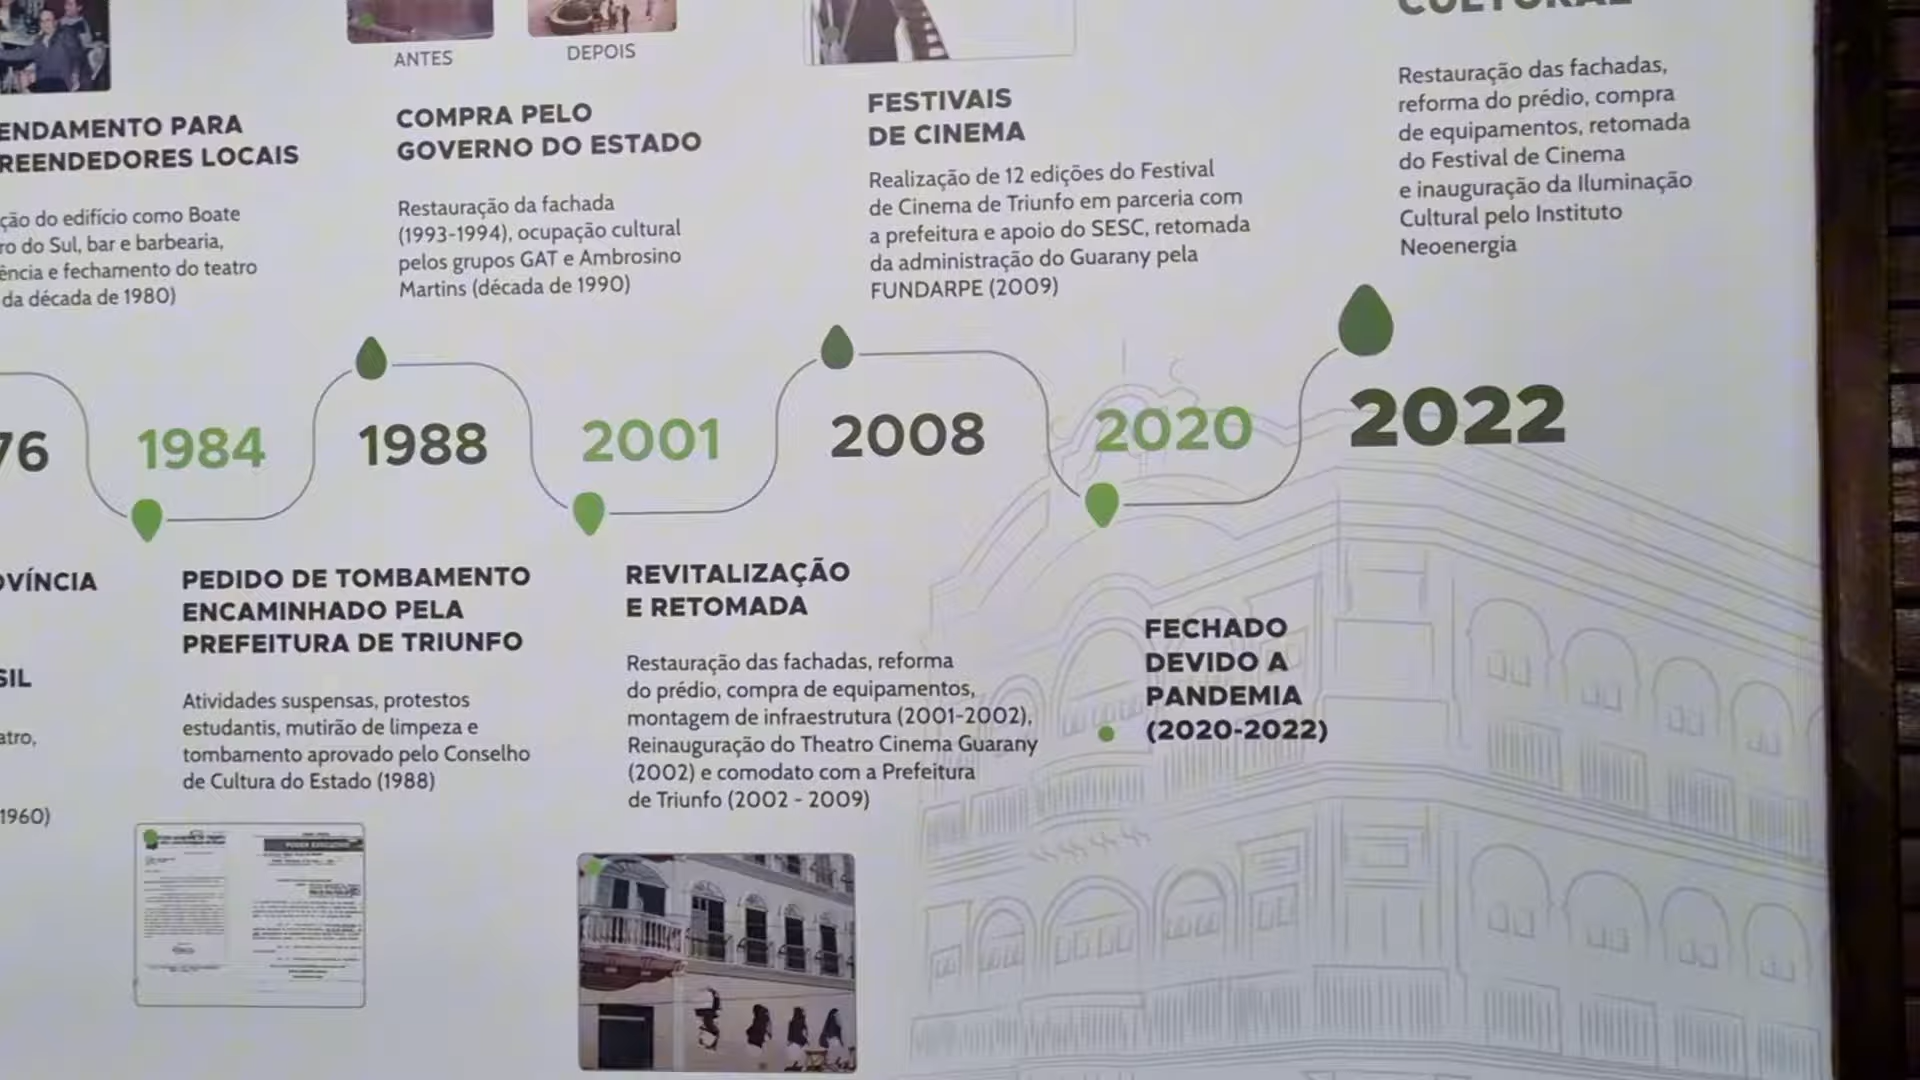 ANTES
DEPOIS
PARA
LOCAIS
do edifício como Boate
do Sul, bar e barbearia,
e fechamento do teatro
da década de 1980)
COMPRA PELO
GOVERNO DO ESTADO
Restauração da fachada
(1993-1994), ocupação cultural
pelos grupos GAT e Ambrosino
Martins (década de 1990)
FESTIVAIS
DE CINEMA
Realização de 12 edições do Festival
de Cinema de Triunfo em parceria com
a prefeitura e apoio do SESC, retomada
da administração do Guarany pela
FUNDARPE (2009)
CULTURAL
Restauração das fachadas,
reforma do prédio, compra
de equipamentos, retomada
do Festival de Cinema
e inauguração da Iluminação
Cultural pelo Instituto
Neoenergia
76
1984
1988
2001
2008
2020
2022
PEDIDO DE TOMBAMENTO
ENCAMINHADO PELA
PREFEITURA DE TRIUNFO
Atividades suspensas, protestos
estudantis, mutirão de limpeza e
tombamento aprovado pelo Conselho
de Cultura do Estado (1988)
PODER EXECUTIVO
REVITALIZAÇÃO
E RETOMADA
Restauração das fachadas, reforma
do prédio, compra de equipamentos,
montagem de infraestrutura (2001-2002),
Reinauguração do Theatro Cinema Guarany
(2002) e comodato com a Prefeitura
de Triunfo (2002 - 2009)
FECHADO
DEVIDO A
PANDEMIA
(2020-2022)
1960)